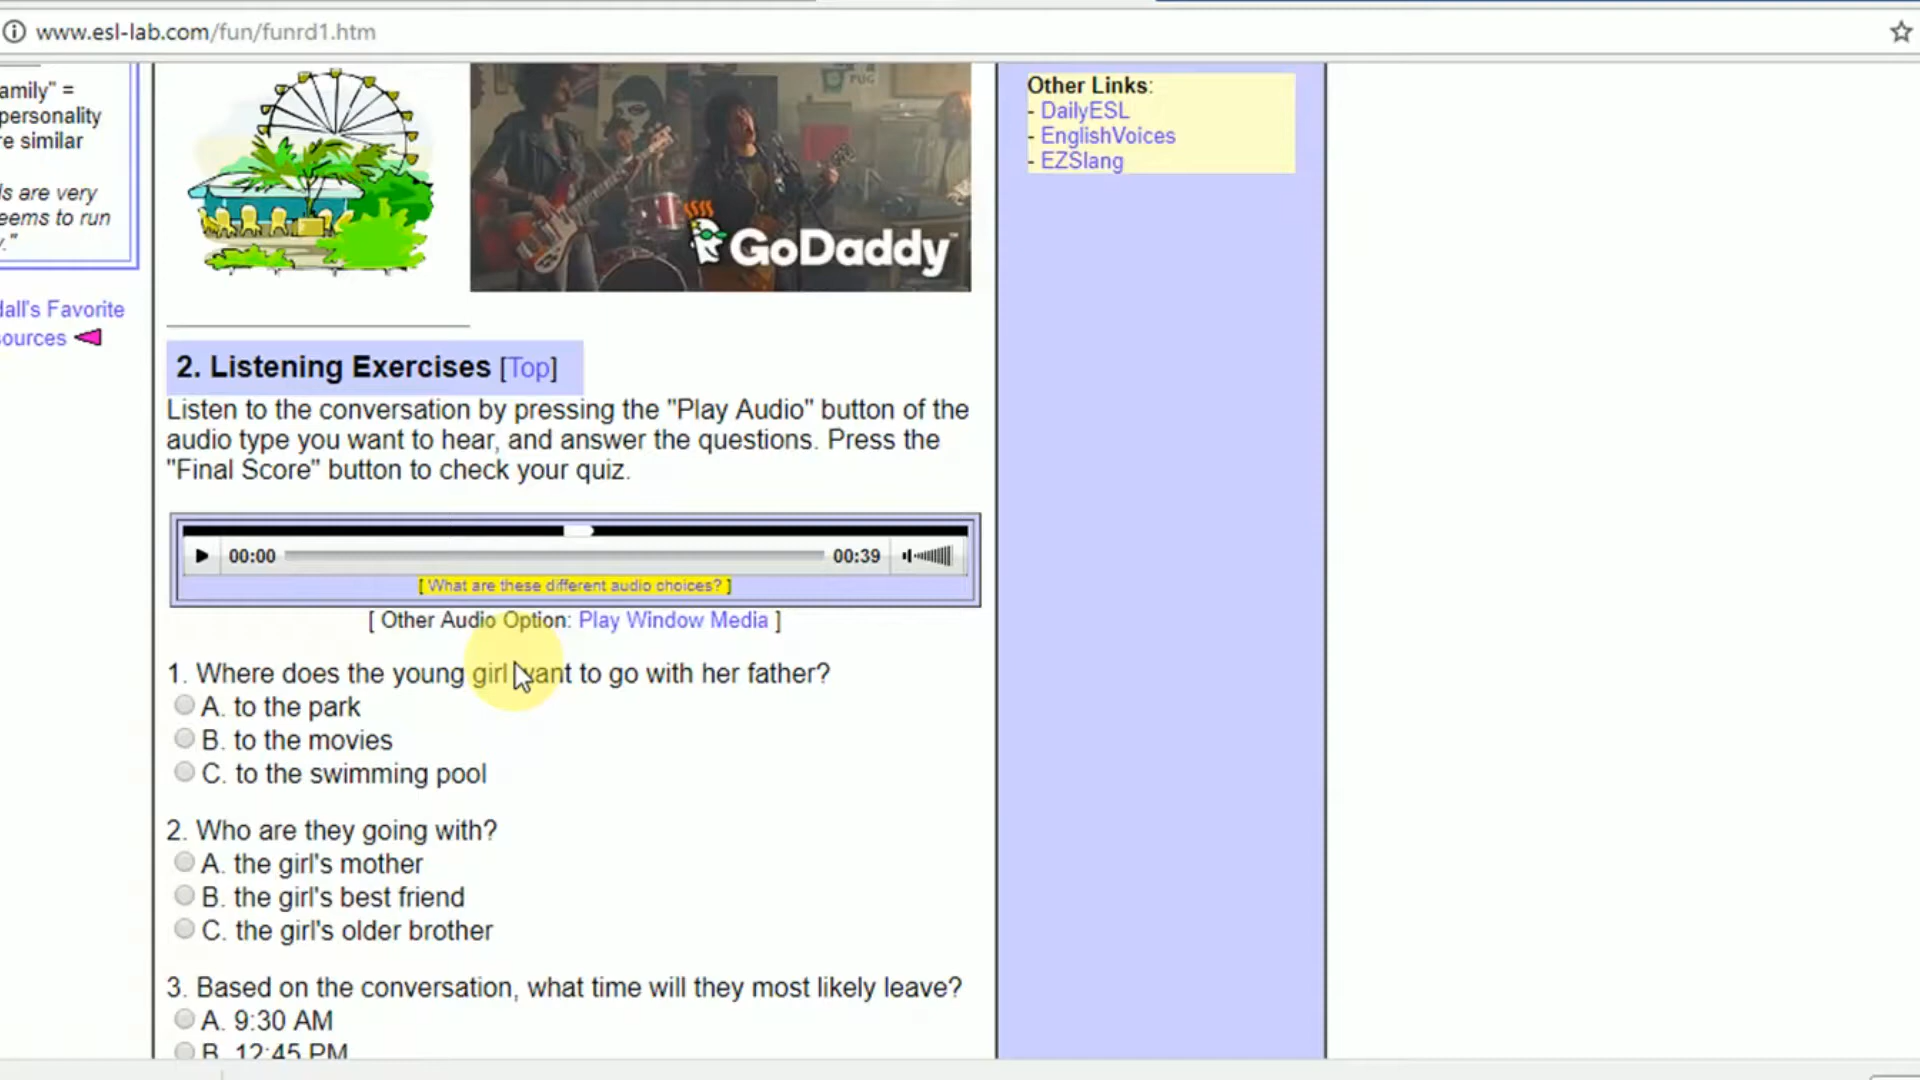 www.esl-lab.com/fun/funrd1.htm
amily" =
personality
re similar
ls are very
eems to run
y."
dall's Favorite
ources
PUG
GoDaddy
Other Links:
- DailyESL
- EnglishVoices
- EZSlang
2. Listening Exercises [Top]
Listen to the conversation by pressing the "Play Audio" button of the
audio type you want to hear, and answer the questions. Press the
"Final Score" button to check your quiz.
00:00 00:39
[ What are these different audio choices? ]
[ Other Audio Option: Play Window Media ]
1. Where does the young girl want to go with her father?
A. to the park
B. to the movies
C. to the swimming pool
2. Who are they going with?
A. the girl's mother
B. the girl's best friend
C. the girl's older brother
3. Based on the conversation, what time will they most likely leave?
A. 9:30 AM
B. 12:45 PM